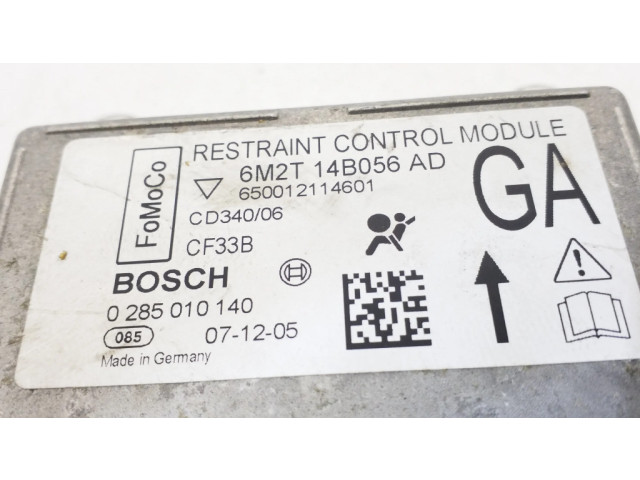 FoMoCo
RESTRAINT CONTROL MODULE
6M2T 14B056 AD
650012114601
CD340/06
CF33B
GA
BOSCH
0 285 010 140
085 07-12-05
Made in Germany